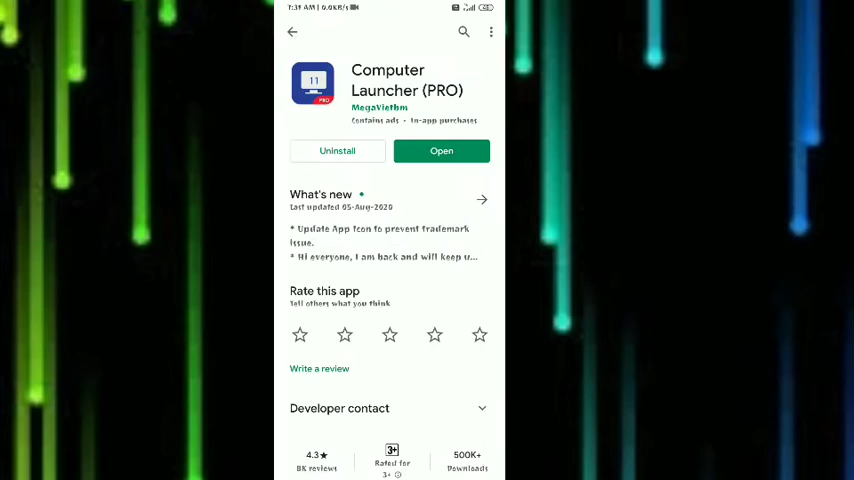 7:31 AM | 0.0KB/s
11
PRO
Computer
Launcher (PRO)
MegaVietbm
Contains ads • In-app purchases
Uninstall
Open
What's new •
Last updated 05-Aug-2020
* Update App Icon to prevent trademark
issue.
* Hi everyone, I am back and will keep u...
Rate this app
Tell others what you think
Write a review
Developer contact
4.3★
8K reviews
3+
Rated for
3+
500K+
Downloads